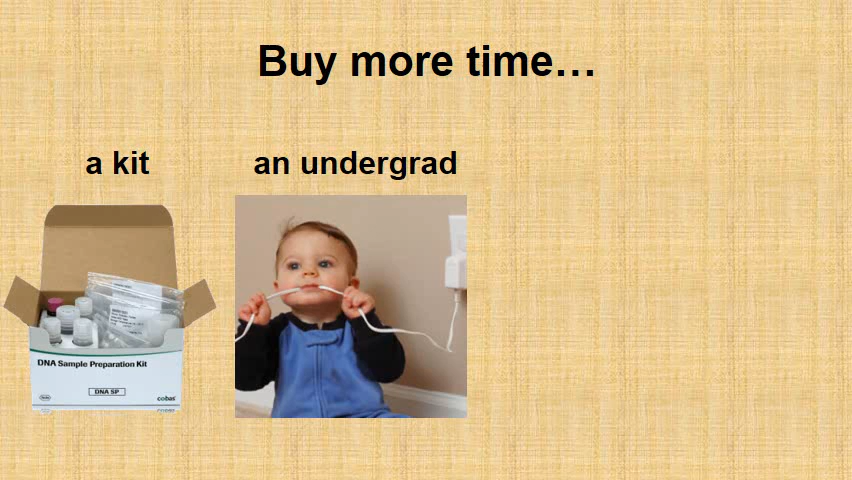 Buy more time…
a kit
an undergrad
DNA Sample Preparation Kit
DNA SP
cobas